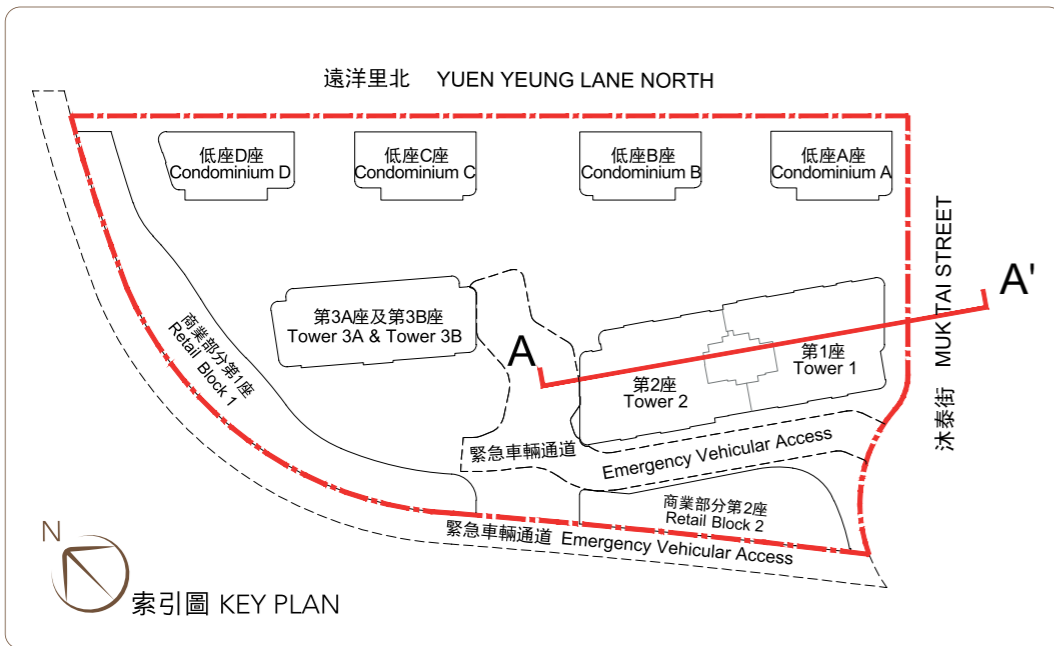 遠洋里北 YUEN YEUNG LANE NORTH
低座D座
Condominium D
低座C座
Condominium C
低座B座
Condominium B
低座A座
Condominium A
沐泰街 MUK TAI STREET
A'
A
第3A座及第3B座
Tower 3A & Tower 3B
第1座
Tower 1
第2座
Tower 2
商業部分第1座
Retail Block 1
緊急車輛通道 Emergency Vehicular Access
商業部分第2座
Retail Block 2
緊急車輛通道 Emergency Vehicular Access
N
索引圖 KEY PLAN